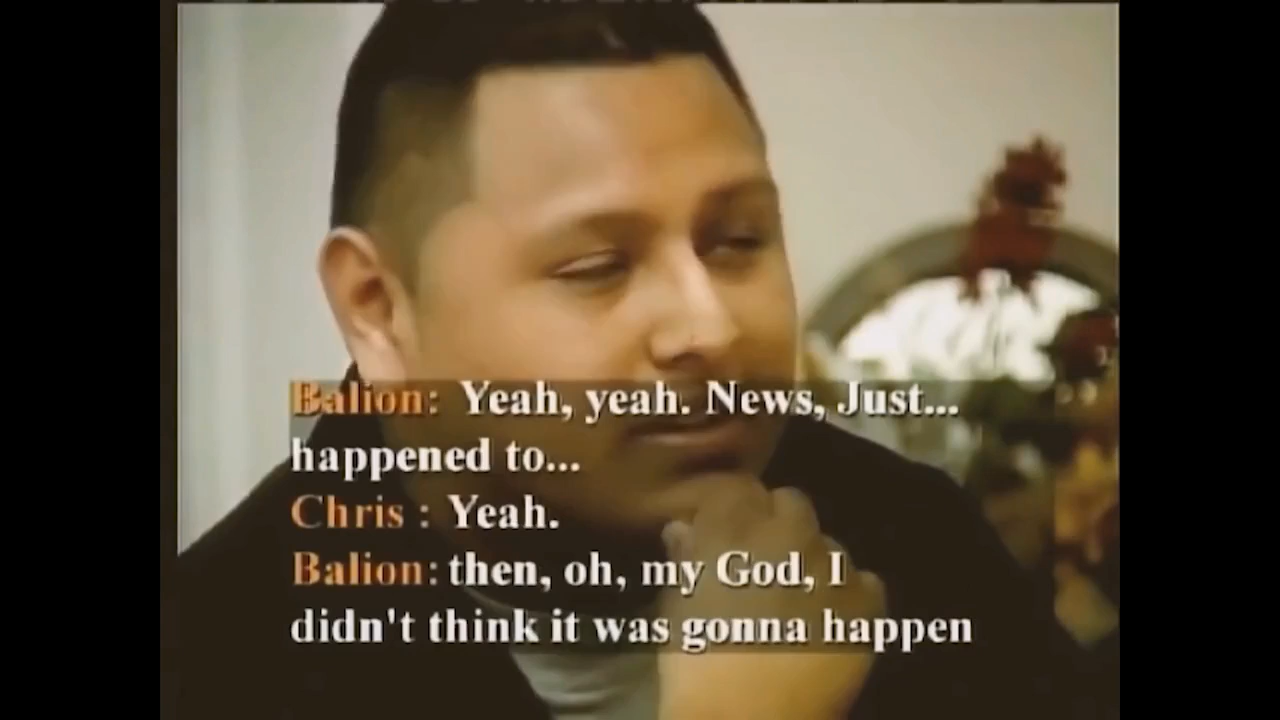 Balion: Yeah, yeah. News, Just...
happened to...
Chris : Yeah.
Balion: then, oh, my God, I
didn't think it was gonna happen